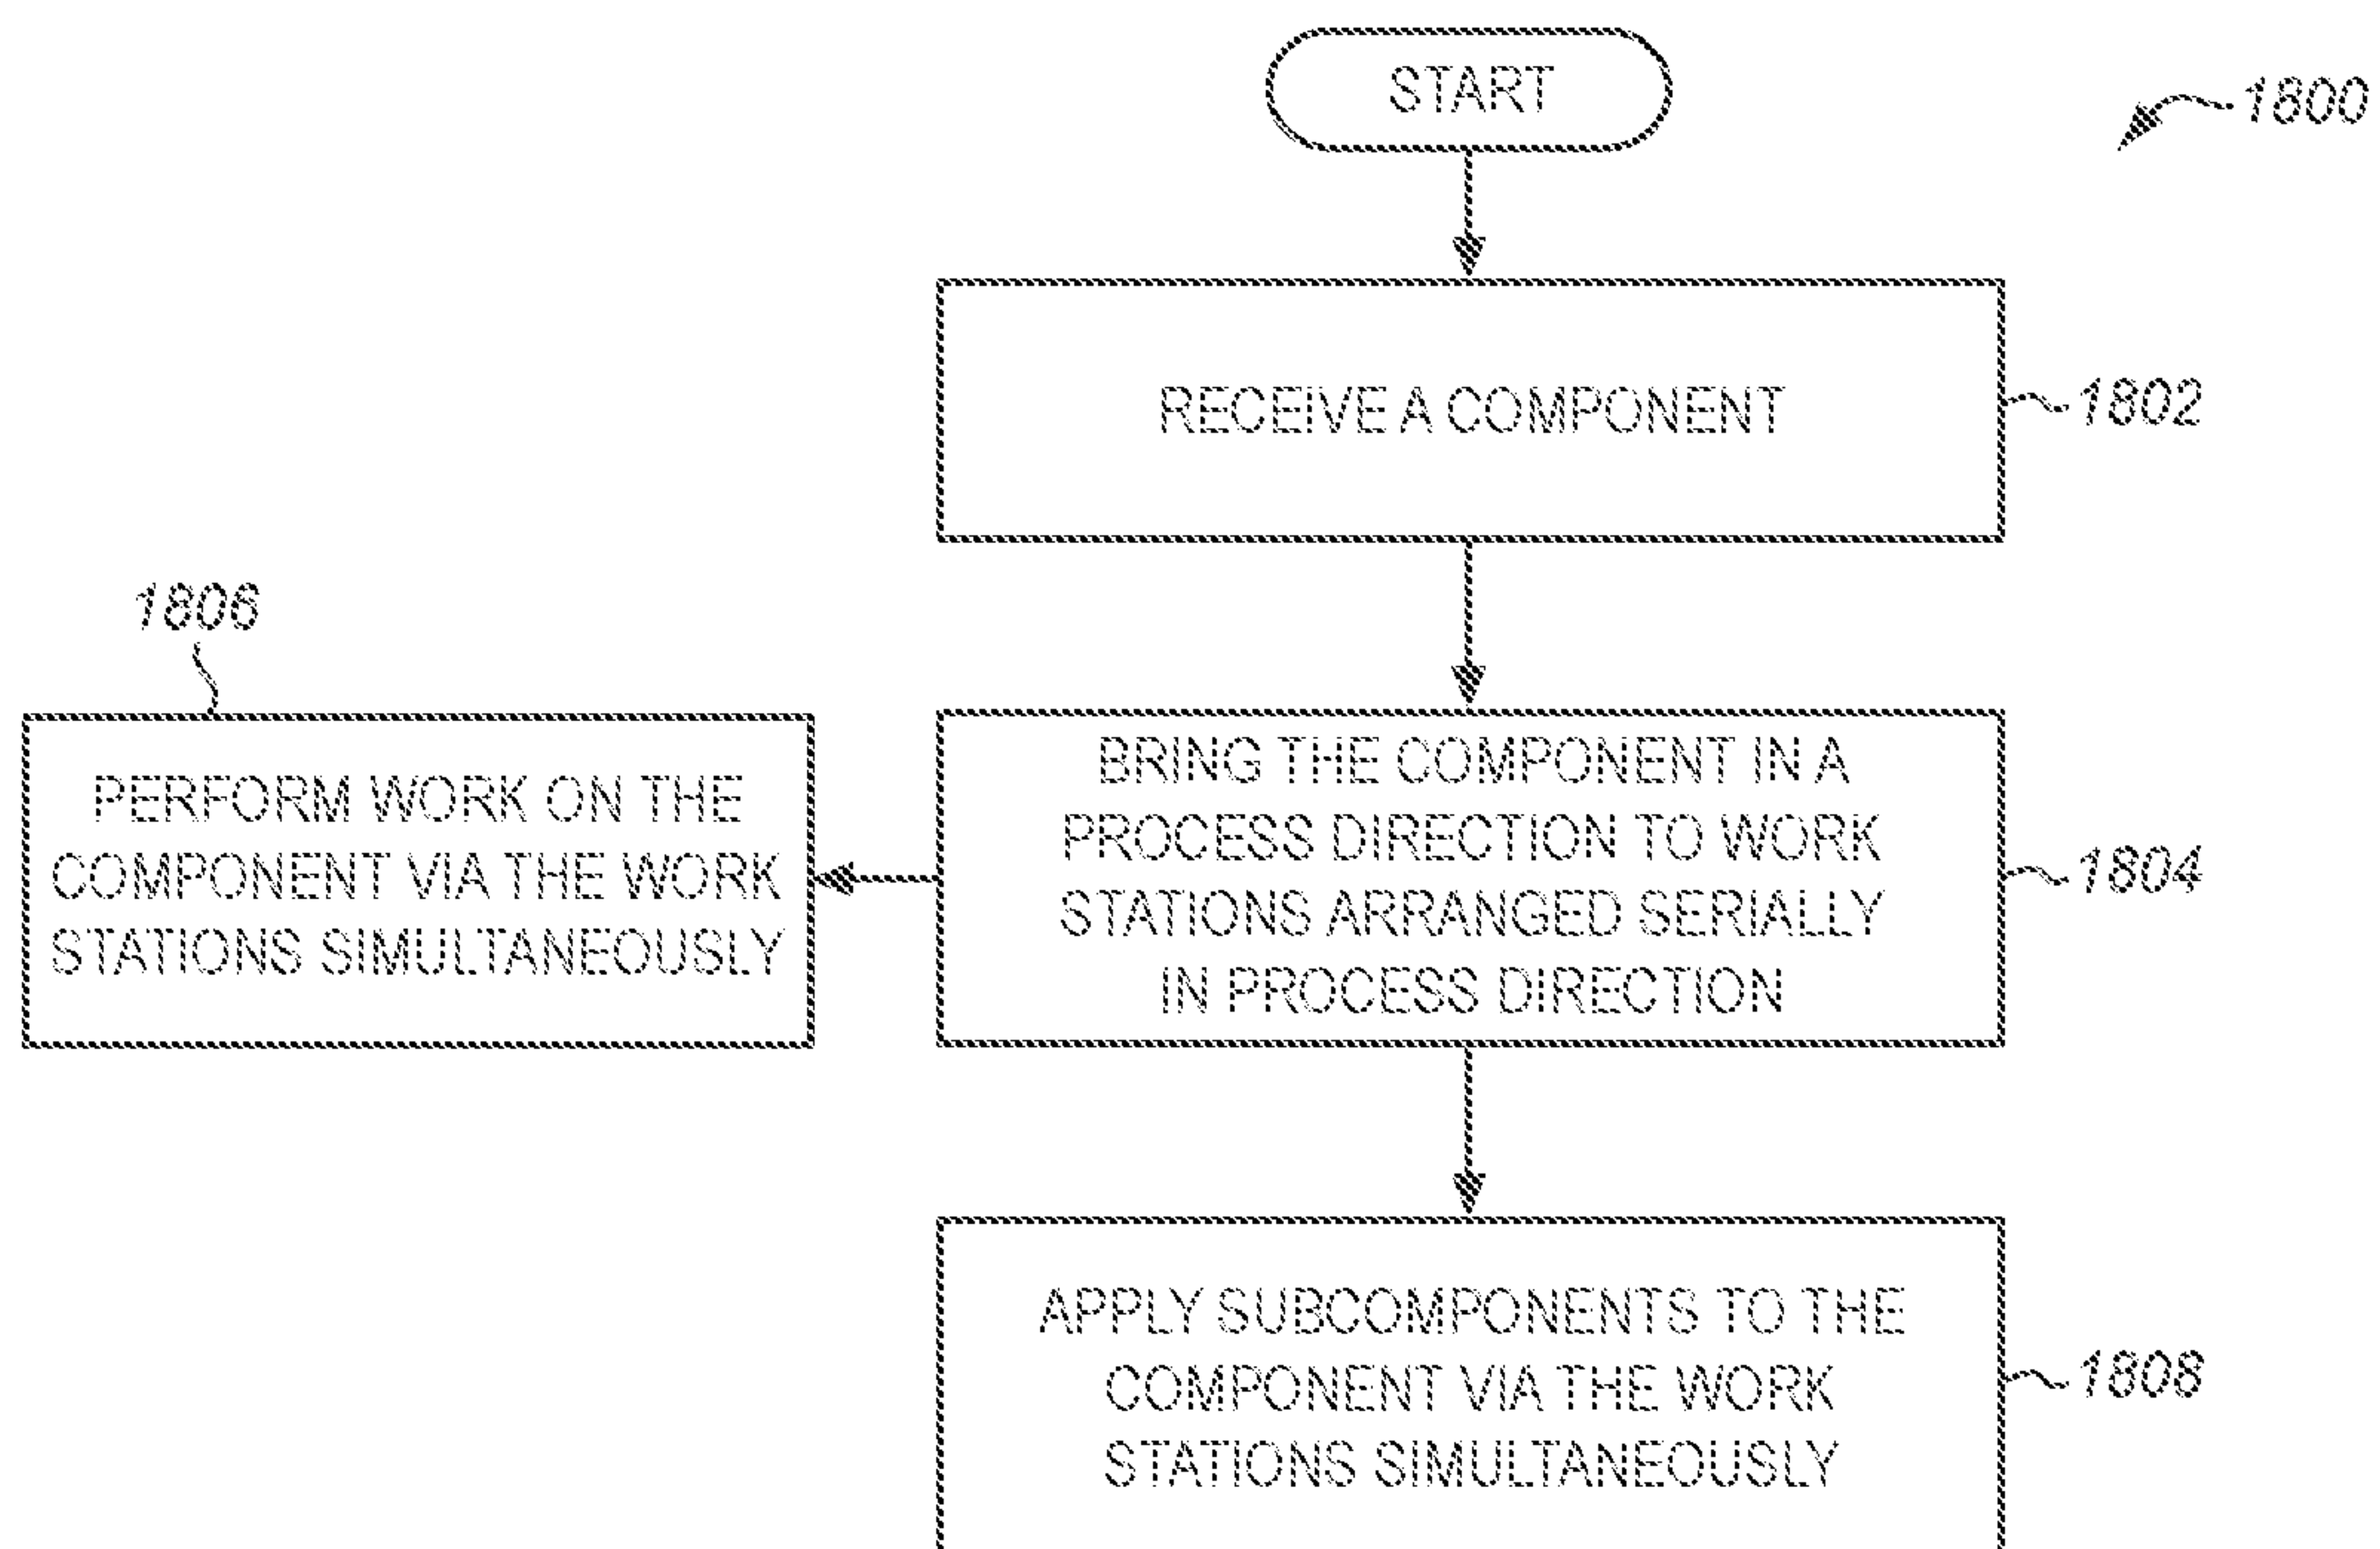 START
1800
RECEIVE A COMPONENT
1802
1806
PERFORM WORK ON THE
COMPONENT VIA THE WORK
STATIONS SIMULTANEOUSLY
BRING THE COMPONENT IN A
PROCESS DIRECTION TO WORK
STATIONS ARRANGED SERIALLY
IN PROCESS DIRECTION
1804
APPLY SUBCOMPONENTS TO THE
COMPONENT VIA THE WORK
STATIONS SIMULTANEOUSLY
1808